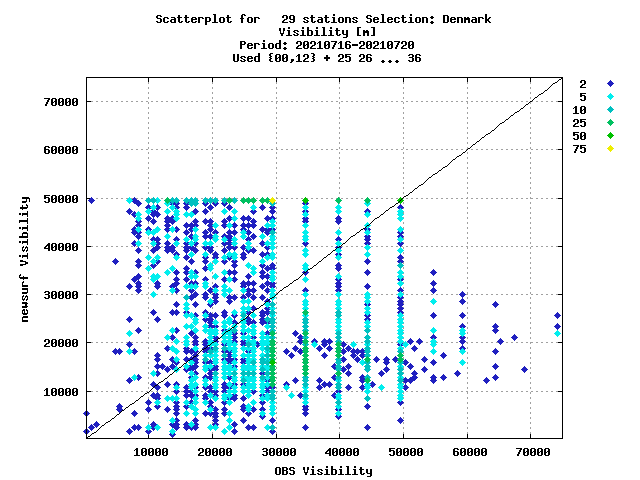 Scatterplot for   29 stations Selection: Denmark
Visibility [m]
Period: 20210716-20210720
Used {00,12} + 25 26 ... 36
2
5
10
25
50
75
newsurf Visibility
70000
60000
50000
40000
30000
20000
10000
10000 20000 30000 40000 50000 60000 70000
OBS Visibility